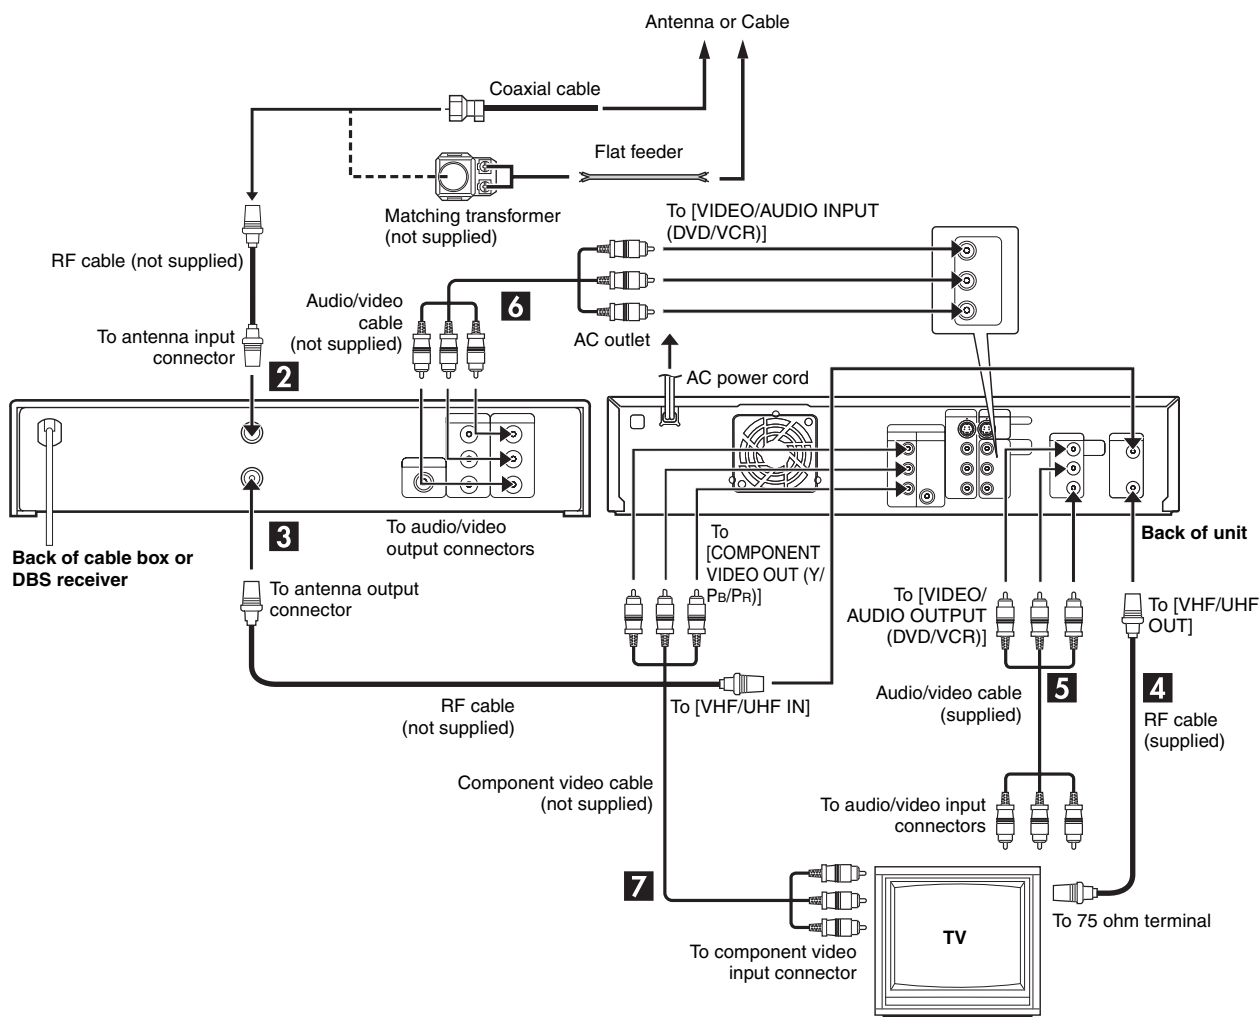 Antenna or Cable
Coaxial cable
Flat feeder
Matching transformer
(not supplied)
To [VIDEO/AUDIO INPUT
(DVD/VCR)]
RF cable (not supplied)
Audio/video
cable
(not supplied)
6
To antenna input
connector
2
AC outlet
AC power cord
3
To audio/video
output connectors
Back of cable box or
DBS receiver
To antenna output
connector
To
[COMPONENT
VIDEO OUT (Y/
PB/PR)]
Back of unit
To [VIDEO/
AUDIO OUTPUT
(DVD/VCR)]
To [VHF/UHF
OUT]
RF cable
(not supplied)
To [VHF/UHF IN]
Audio/video cable
(supplied)
5
4
RF cable
(supplied)
Component video cable
(not supplied)
To audio/video input
connectors
7
To component video
input connector
TV
To 75 ohm terminal